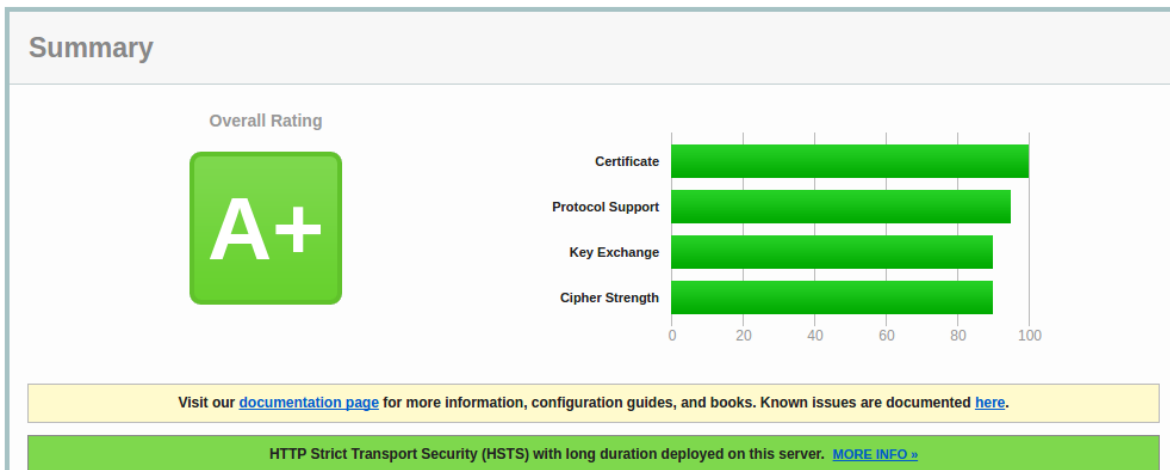 Summary
Overall Rating
A+
Certificate
Protocol Support
Key Exchange
Cipher Strength
0 20 40 60 80 100
Visit our documentation page for more information, configuration guides, and books. Known issues are documented here.
HTTP Strict Transport Security (HSTS) with long duration deployed on this server. MORE INFO »